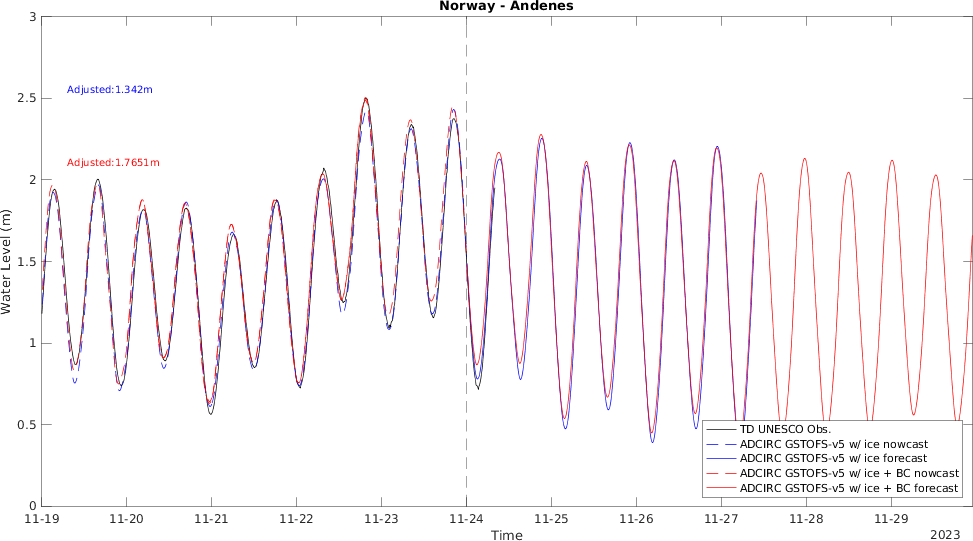 Norway - Andenes
3
2.5
2
1.5
1
0.5
0
Water Level (m)
Adjusted:1.342m
Adjusted:1.7651m
TD UNESCO Obs.
ADCIRC GSTOFS-v5 w/ ice nowcast
ADCIRC GSTOFS-v5 w/ ice forecast
ADCIRC GSTOFS-v5 w/ ice + BC nowcast
ADCIRC GSTOFS-v5 w/ ice + BC forecast
11-19 11-20 11-21 11-22 11-23 11-24 11-25 11-26 11-27 11-28 11-29
Time
2023